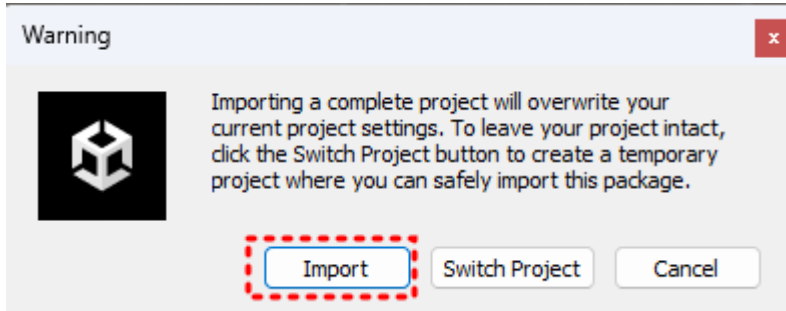 Warning
x
Importing a complete project will overwrite your
current project settings. To leave your project intact,
click the Switch Project button to create a temporary
project where you can safely import this package.
Import Switch Project Cancel